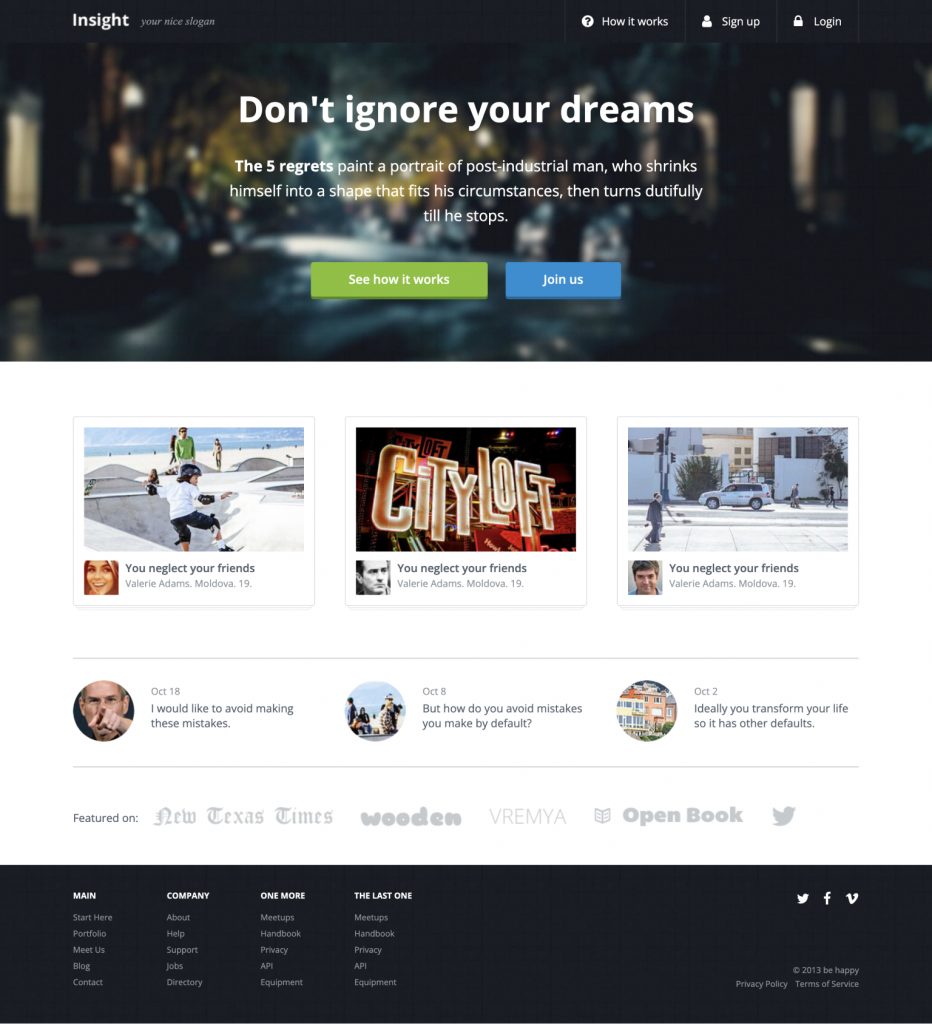 Insight your nice slogan How it works Sign up Login
Don't ignore your dreams
The 5 regrets paint a portrait of post-industrial man, who shrinks
himself into a shape that fits his circumstances, then turns dutifully
till he stops.
See how it works Join us
LOFT
CITYLOFT
You neglect your friends
Valerie Adams. Moldova. 19.
You neglect your friends
Valerie Adams. Moldova. 19.
You neglect your friends
Valerie Adams. Moldova. 19.
Oct 18
I would like to avoid making
these mistakes.
Oct 8
But how do you avoid mistakes
you make by default?
Oct 2
Ideally you transform your life
so it has other defaults.
Featured on: New Texas Times wooden VREMYA Open Book
MAIN
Start Here
Portfolio
Meet Us
Blog
Contact
COMPANY
About
Help
Support
Jobs
Directory
ONE MORE
Meetups
Handbook
Privacy
API
Equipment
THE LAST ONE
Meetups
Handbook
Privacy
API
Equipment
© 2013 be happy
Privacy Policy Terms of Service